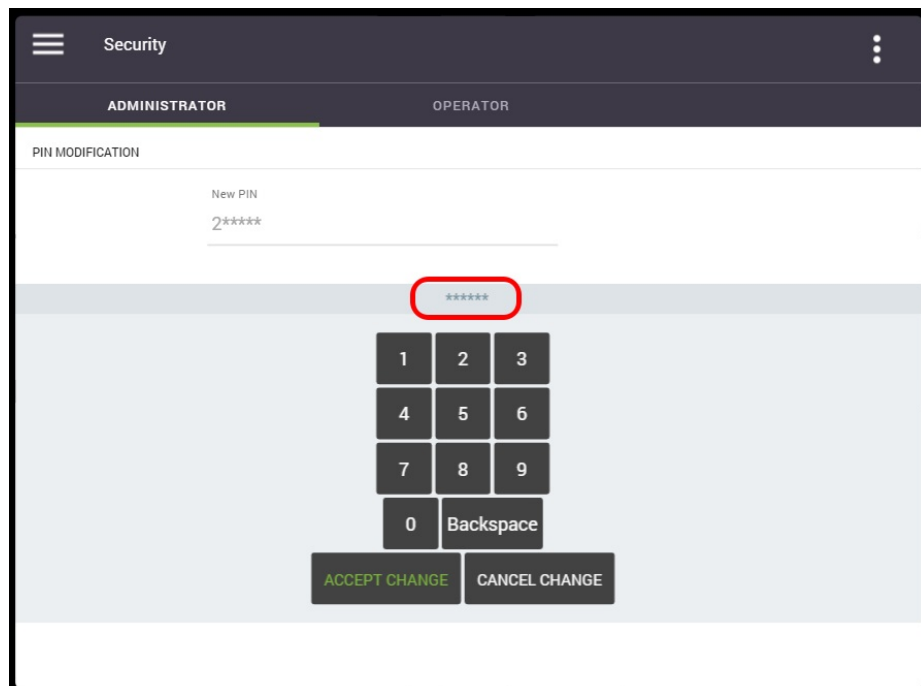 Security
ADMINISTRATOR OPERATOR
PIN MODIFICATION
New PIN
2*****
******
1 2 3
4 5 6
7 8 9
0 Backspace
ACCEPT CHANGE CANCEL CHANGE